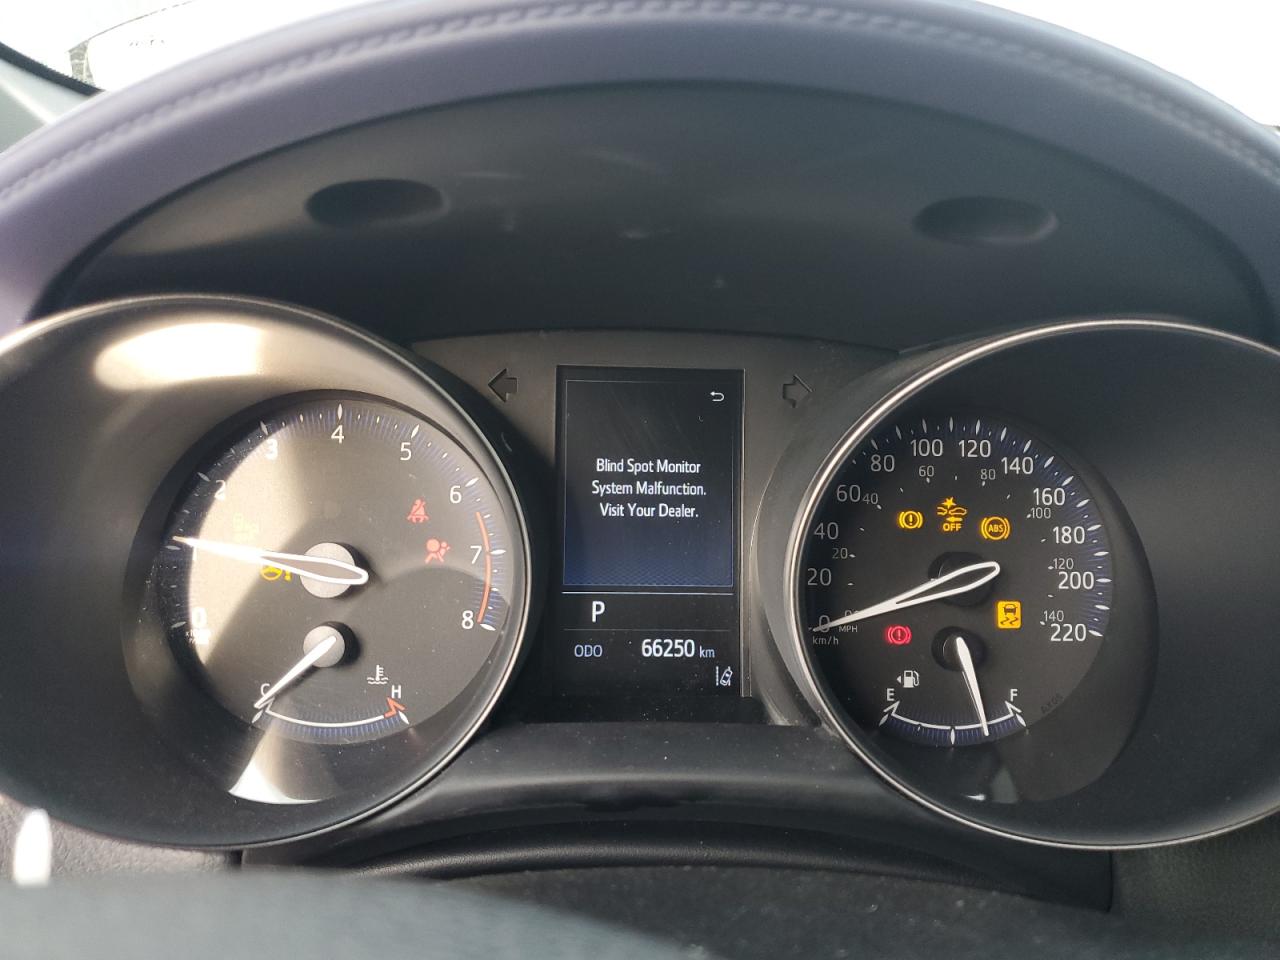 Blind Spot Monitor
System Malfunction.
Visit Your Dealer.
P
ODO 66250 km
0
2
3
4
5
6
7
8
C
H
0
20
40
60
80
100
120
140
160
180
200
220
20
40
60
80
100
120
140
MPH
km/h
OFF
ABS
E
F